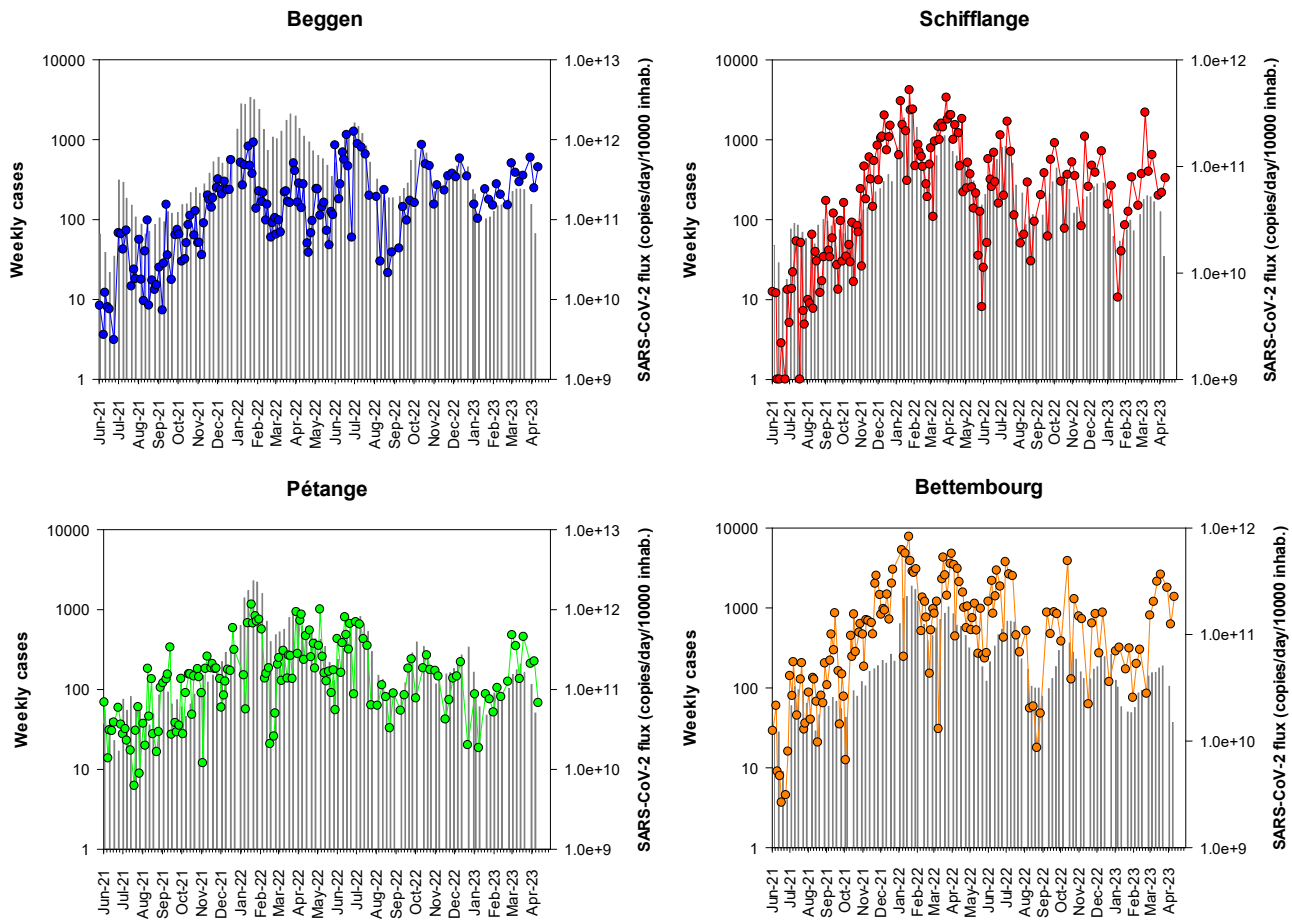 Beggen
10000
1000
100
10
1
Weekly cases
1.0e+13
1.0e+12
1.0e+11
1.0e+10
1.0e+9
SARS-CoV-2 flux (copies/day/10000 inhab.)
Jun-21
Jul-21
Aug-21
Sep-21
Oct-21
Nov-21
Dec-21
Jan-22
Feb-22
Mar-22
Apr-22
May-22
Jun-22
Jul-22
Aug-22
Sep-22
Oct-22
Nov-22
Dec-22
Jan-23
Feb-23
Mar-23
Apr-23
Schifflange
10000
1000
100
10
1
Weekly cases
1.0e+12
1.0e+11
1.0e+10
1.0e+9
SARS-CoV-2 flux (copies/day/10000 inhab.)
Jun-21
Jul-21
Aug-21
Sep-21
Oct-21
Nov-21
Dec-21
Jan-22
Feb-22
Mar-22
Apr-22
May-22
Jun-22
Jul-22
Aug-22
Sep-22
Oct-22
Nov-22
Dec-22
Jan-23
Feb-23
Mar-23
Apr-23
Pétange
10000
1000
100
10
1
Weekly cases
1.0e+13
1.0e+12
1.0e+11
1.0e+10
1.0e+9
SARS-CoV-2 flux (copies/day/10000 inhab.)
Jun-21
Jul-21
Aug-21
Sep-21
Oct-21
Nov-21
Dec-21
Jan-22
Feb-22
Mar-22
Apr-22
May-22
Jun-22
Jul-22
Aug-22
Sep-22
Oct-22
Nov-22
Dec-22
Jan-23
Feb-23
Mar-23
Apr-23
Bettembourg
10000
1000
100
10
1
Weekly cases
1.0e+12
1.0e+11
1.0e+10
1.0e+9
SARS-CoV-2 flux (copies/day/10000 inhab.)
Jun-21
Jul-21
Aug-21
Sep-21
Oct-21
Nov-21
Dec-21
Jan-22
Feb-22
Mar-22
Apr-22
May-22
Jun-22
Jul-22
Aug-22
Sep-22
Oct-22
Nov-22
Dec-22
Jan-23
Feb-23
Mar-23
Apr-23